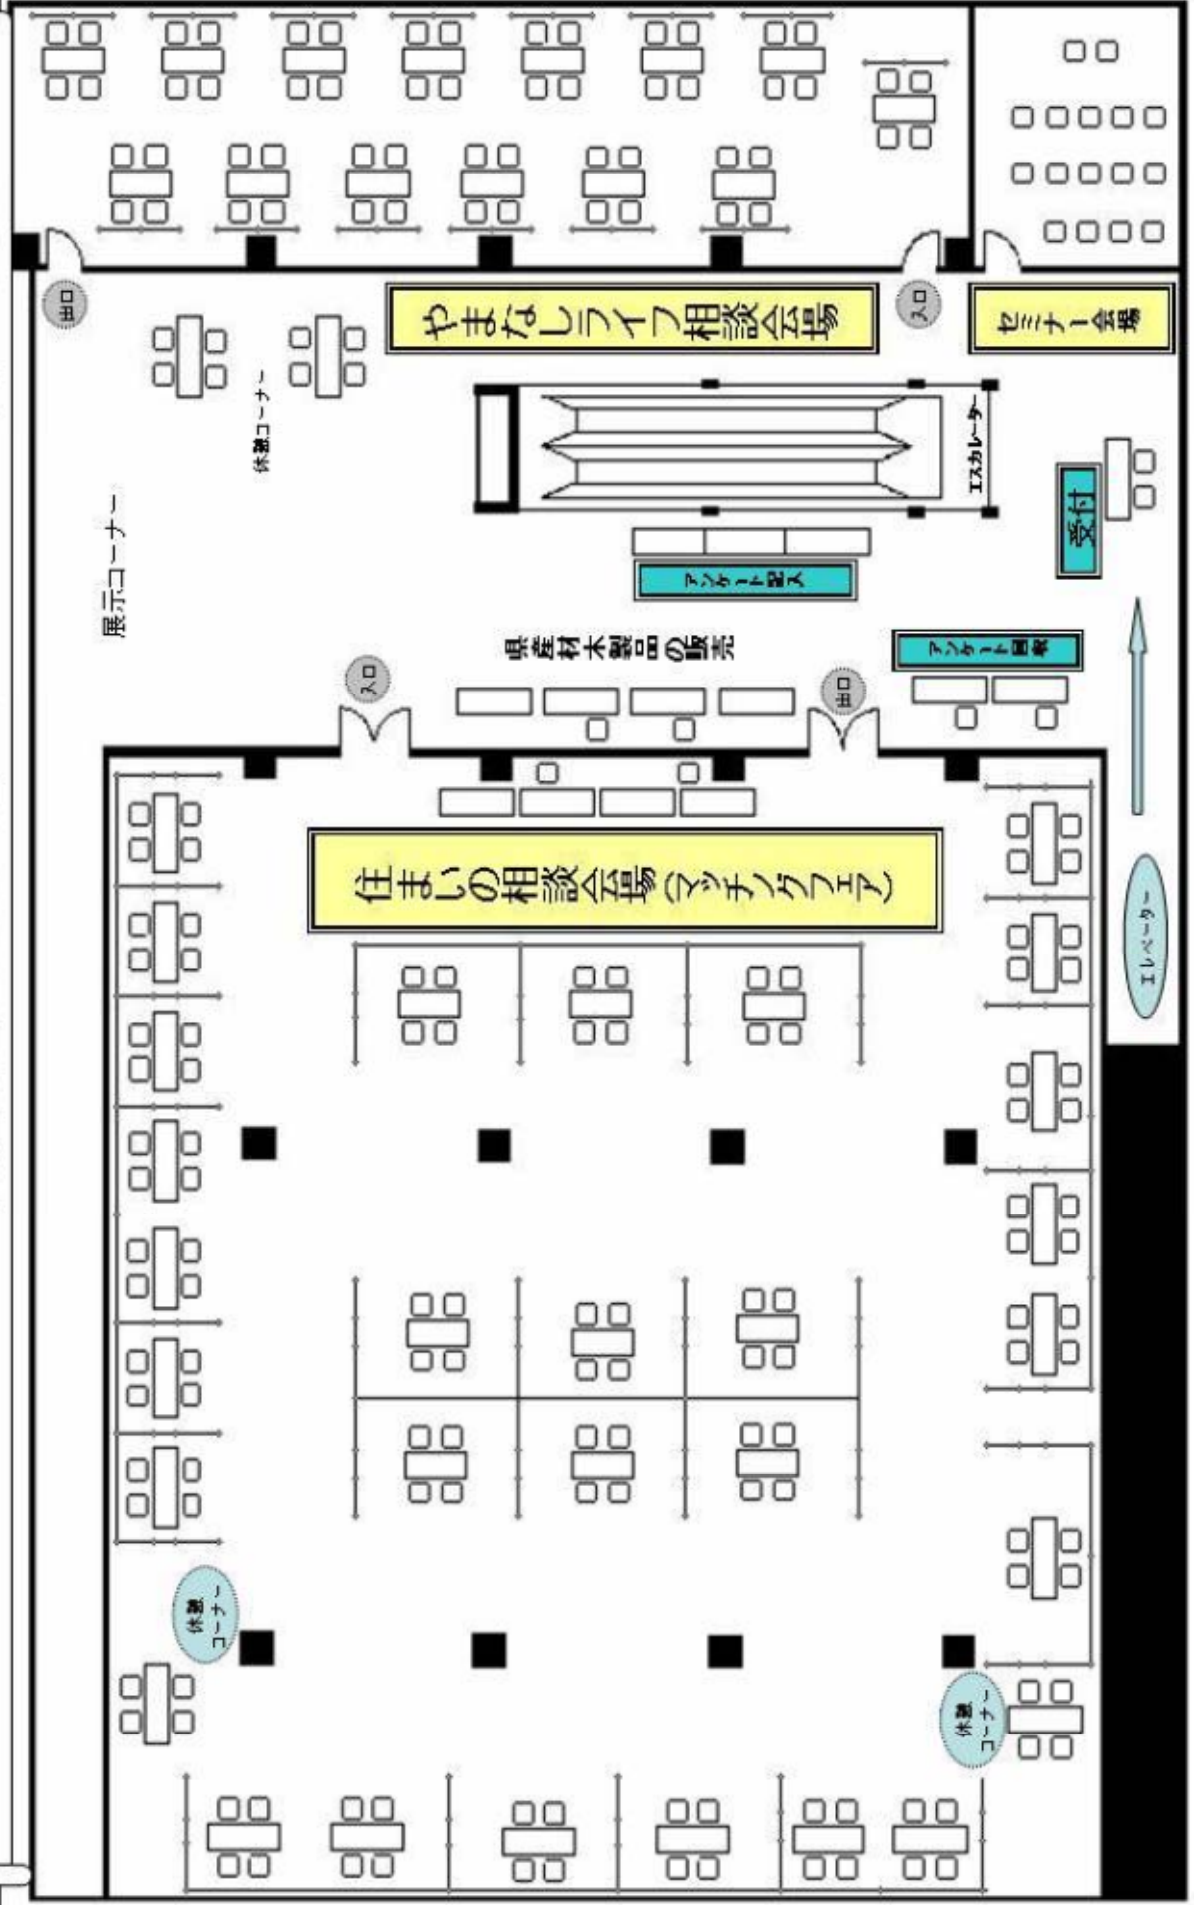 出口
やまなしライフ相談会場
入口
セミナー会場
休憩コーナー
エスカレーター
展示コーナー
受付
アンケート記入
県産材木製品の販売
アンケート回収
入口
出口
住まいの相談会場(マッチングフェア)
エレベーター
休憩
コーナー
休憩
コーナー